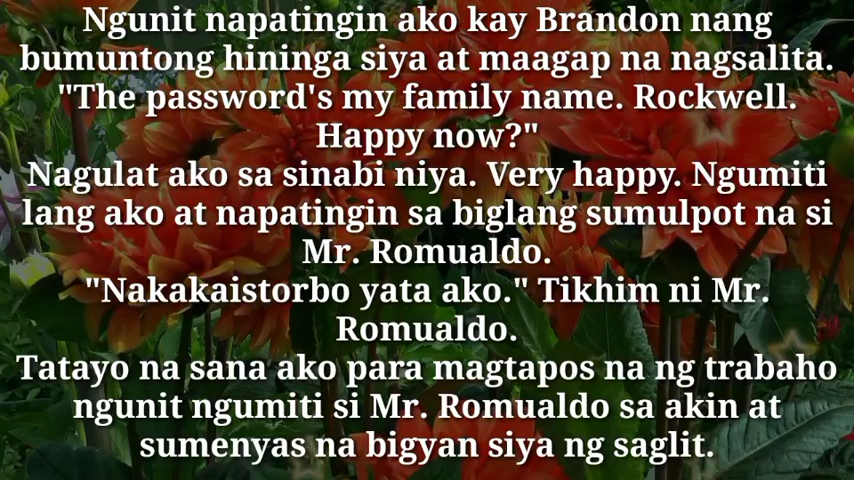 Ngunit napatingin ako kay Brandon nang
bumuntong hininga siya at maagap na nagsalita.
"The password's my family name. Rockwell.
Happy now?"
Nagulat ako sa sinabi niya. Very happy. Ngumiti
lang ako at napatingin sa biglang sumulpot na si
Mr. Romualdo.
"Nakakaistorbo yata ako." Tikhim ni Mr.
Romualdo.
Tatayo na sana ako para magtapos na ng trabaho
ngunit ngumiti si Mr. Romualdo sa akin at
sumenyas na bigyan siya ng saglit.